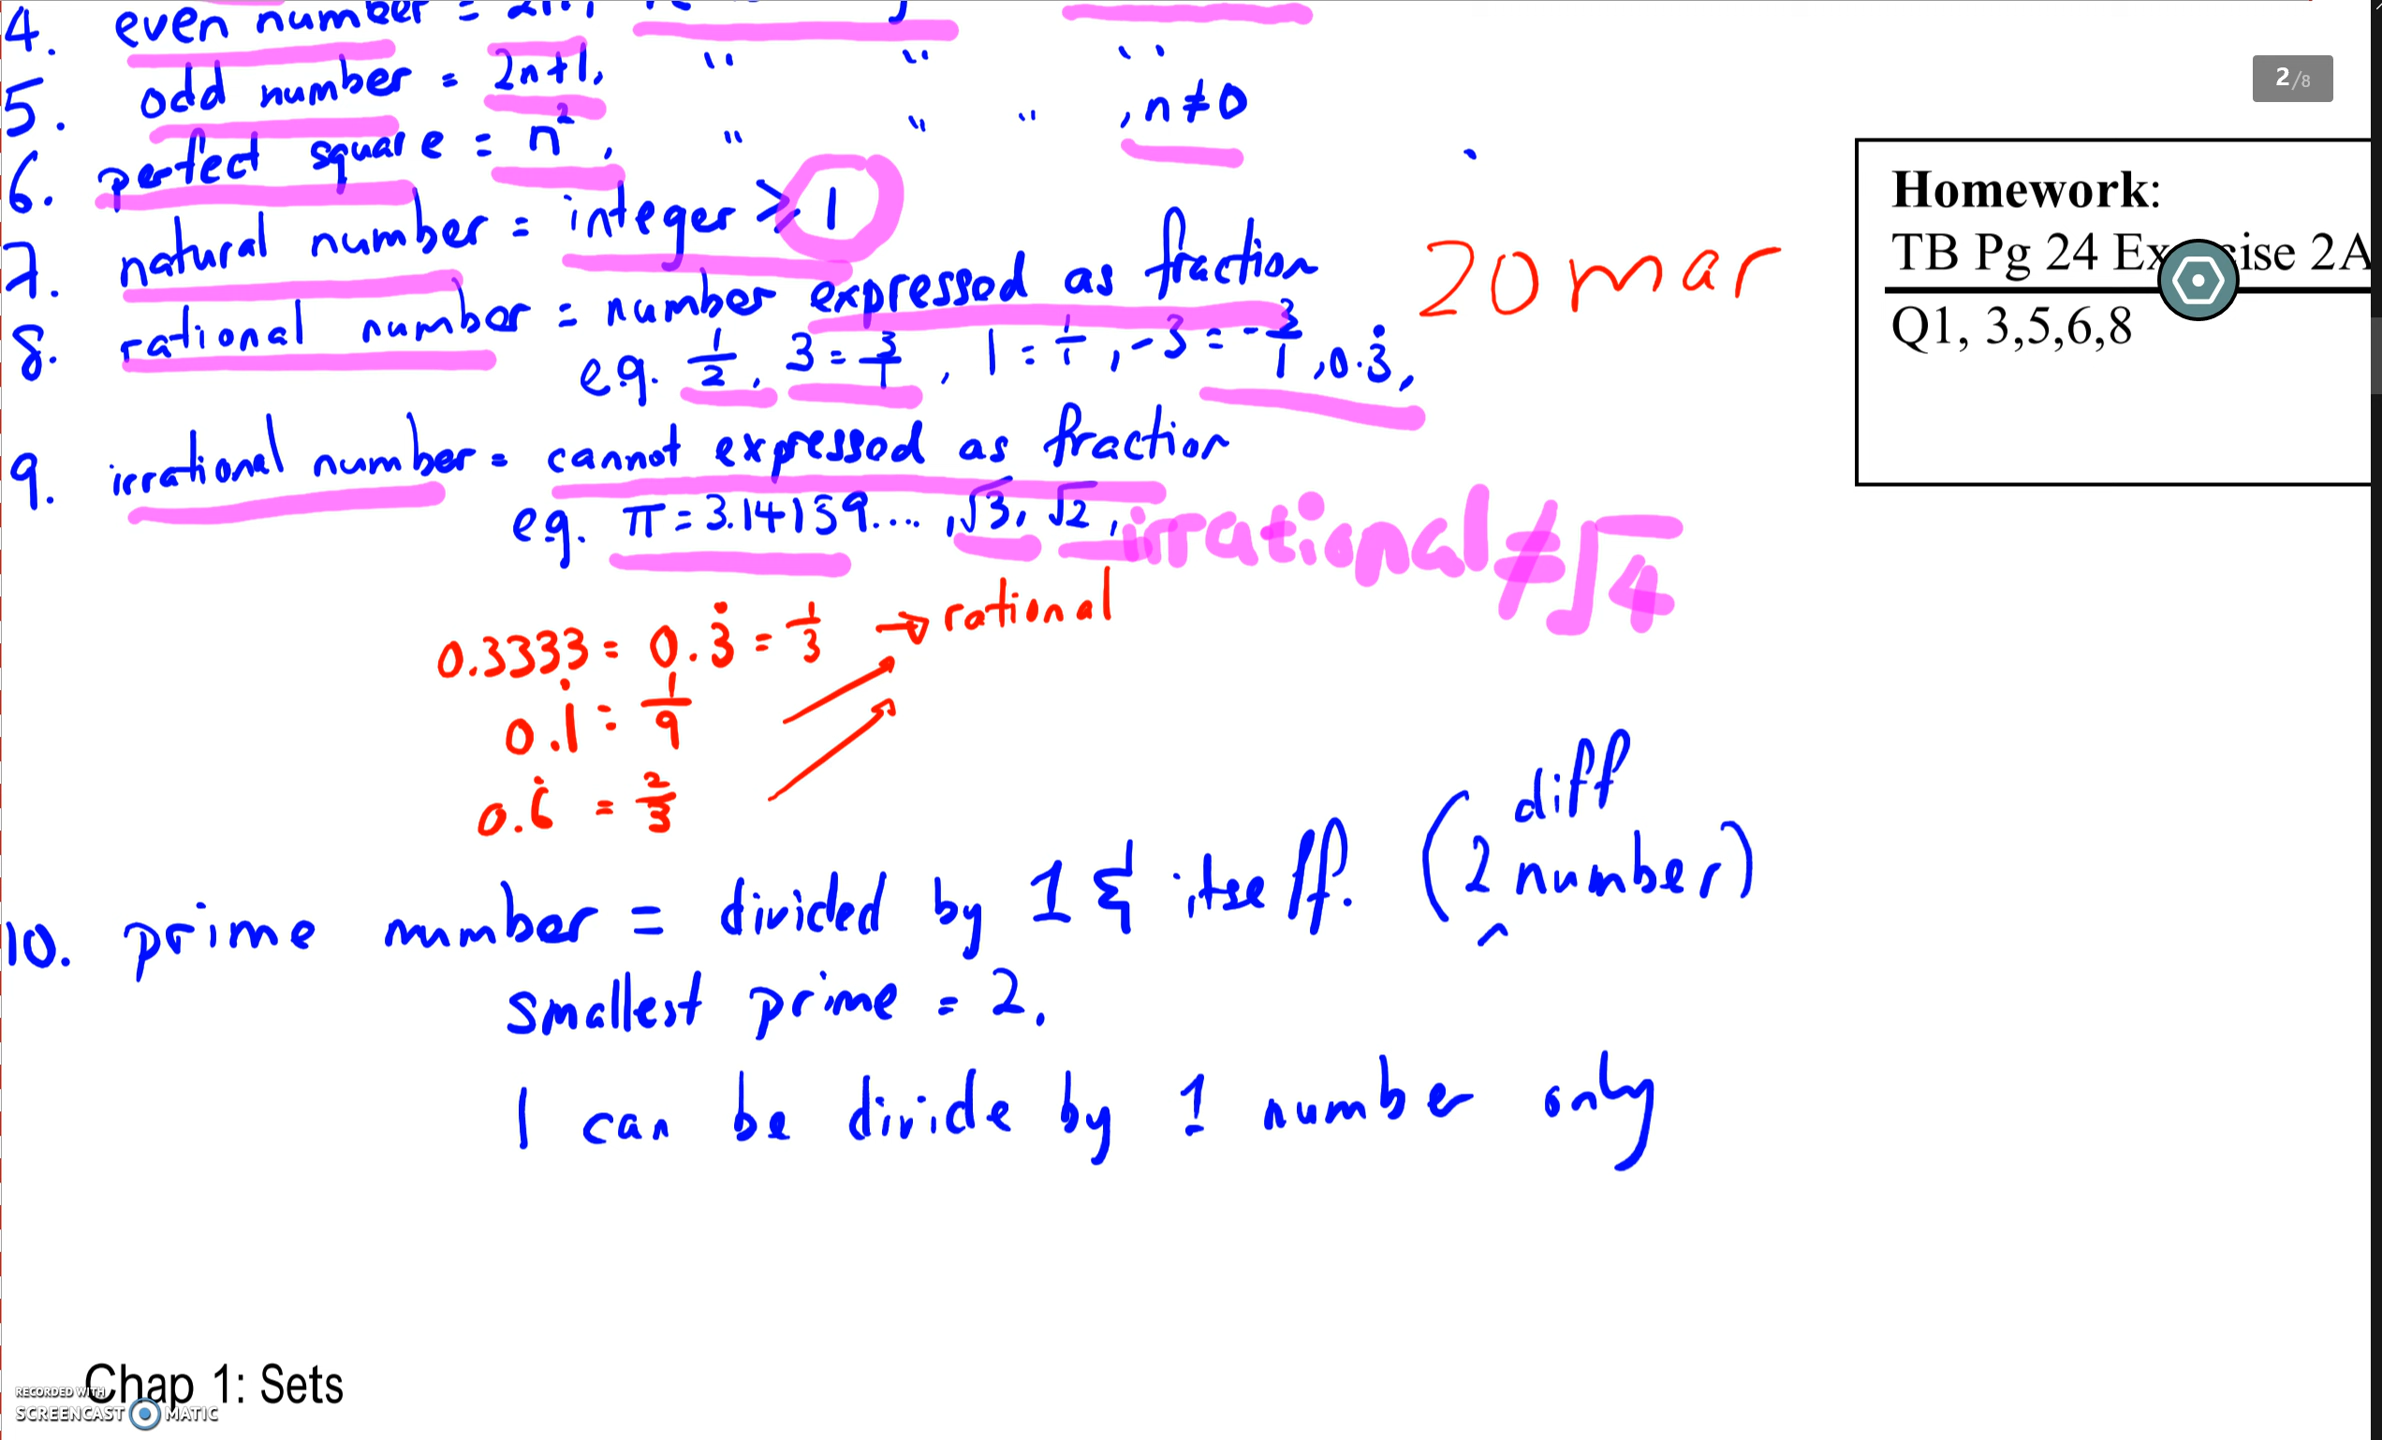 4. even number =
5. odd number = 2n+1, " " "
6. perfect square = n², " " " , n≠0
7. natural number = integer ⩾ 1
8. rational number = number expressed as fraction
e.g. 1/2, 3 = 3/1, 1 = 1/1, -3 = -3/1, 0.3̇,
9. irrational number = cannot expressed as fraction
eg. π = 3.14159...., √3, √2,
irrational ≠ √4
20 mar
2/8
Homework:
TB Pg 24 Ex ise 2A
Q1, 3,5,6,8
0.3333 = 0.3̇ = 1/3 → rational
0.1̇ = 1/9
0.6̇ = 2/3
10. prime number = divided by 1 & itself. (2 diff number)
smallest prime = 2.
1 can be divide by 1 number only
Chap 1: Sets
RECORDED WITH
SCREENCAST MATIC